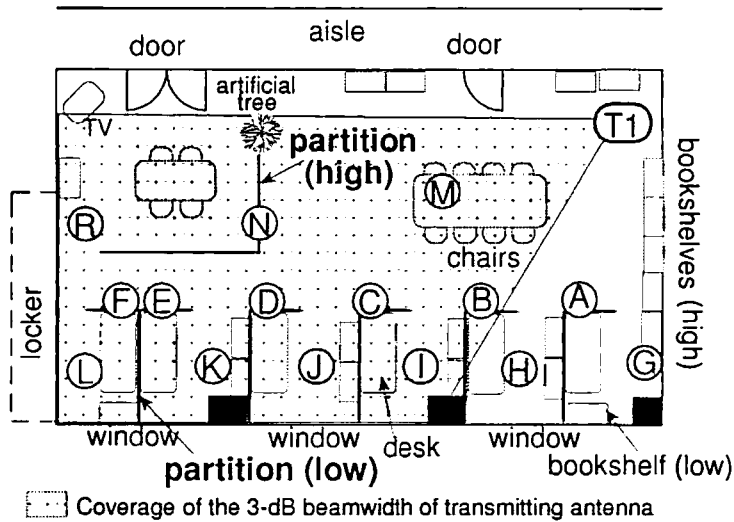 aisle
door
door
artificial
tree
TV
T1
partition
(high)
M
bookshelves (high)
R
N
chairs
locker
F
E
D
C
B
A
L
K
J
I
H
G
window
window
desk
window
partition (low)
bookshelf (low)
Coverage of the 3-dB beamwidth of transmitting antenna